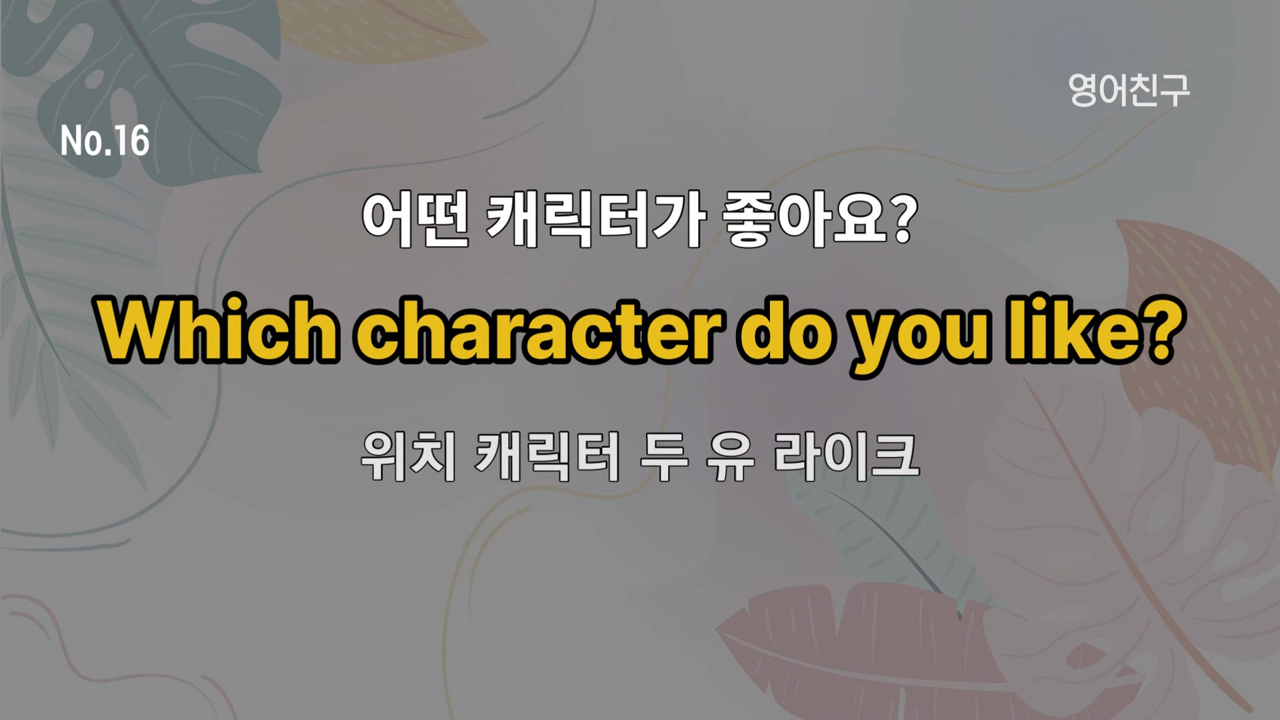 영어친구
No.16
어떤 캐릭터가 좋아요?
Which character do you like?
위치 캐릭터 두 유 라이크